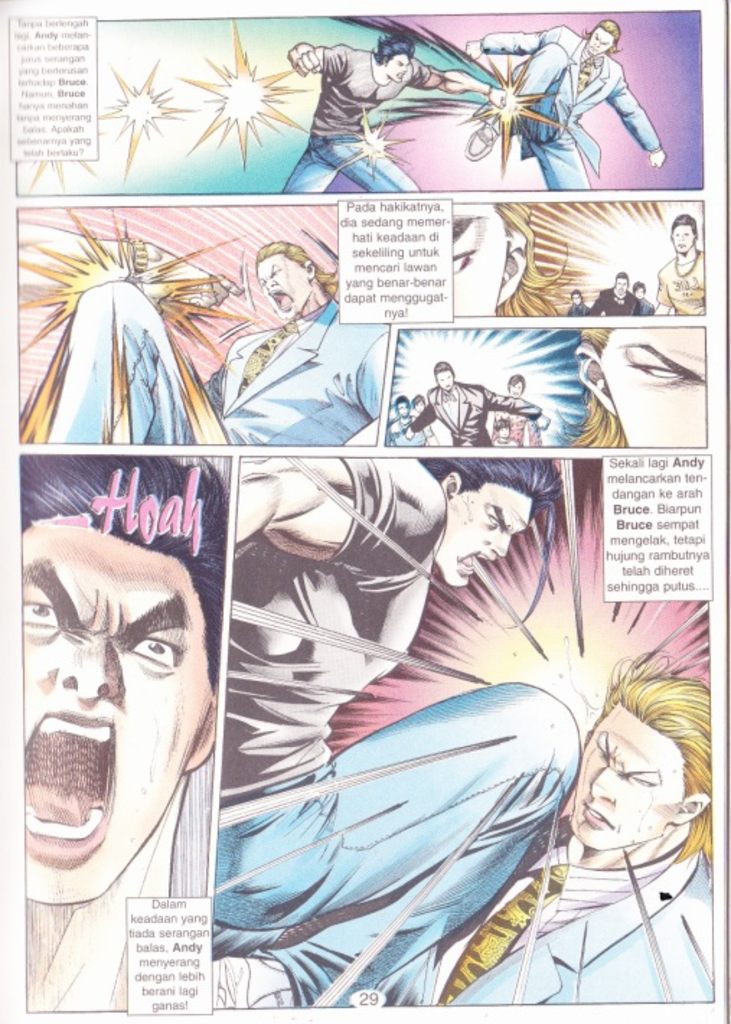 Tanpa berlengah
lagi, Andy melan-
carkan beberapa
jurus serangan
yang berterusan
terhadap Bruce.
Namun, Bruce
hanya menahan
tanpa menyerang
balas. Apakah
sebenarnya yang
telah berlaku?
Pada hakikatnya,
dia sedang memer-
hati keadaan di
sekeliling untuk
mencari lawan
yang benar-benar
dapat menggugat-
nya!
Hoah
Dalam
keadaan yang
tiada serangan
balas, Andy
menyerang
dengan lebih
berani lagi
ganas!
Sekali lagi Andy
melancarkan ten-
dangan ke arah
Bruce. Biarpun
Bruce sempat
mengelak, tetapi
hujung rambutnya
telah diheret
sehingga putus....
29